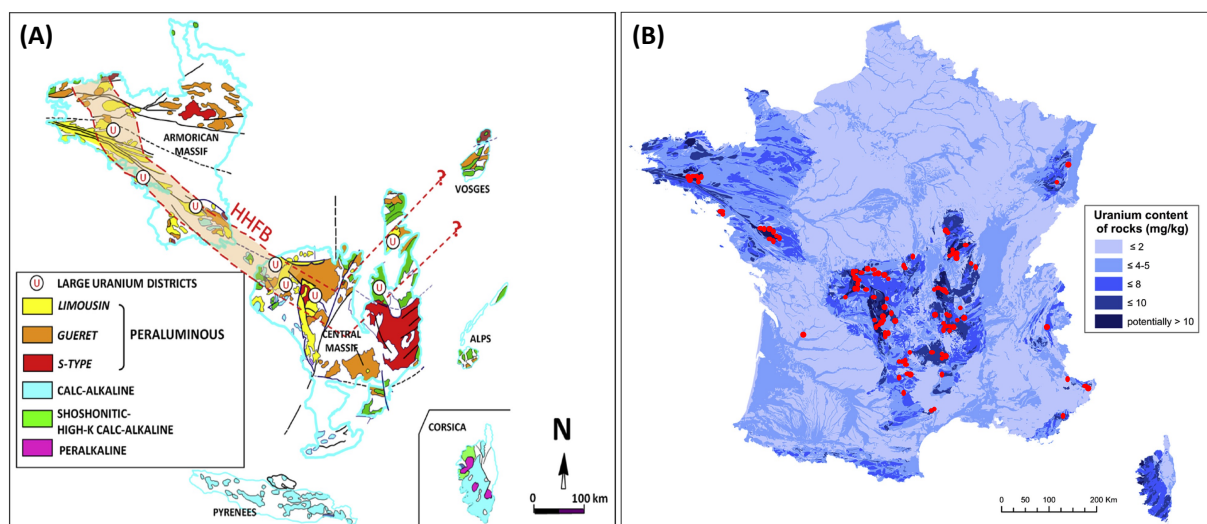 (A)
ARMORICAN
MASSIF
VOSGES
?
?
HHFB
U
U
U
U
U
U
U
U
CENTRAL
MASSIF
ALPS
U LARGE URANIUM DISTRICTS
LIMOUSIN
GUERET
S-TYPE
PERALUMINOUS
CALC-ALKALINE
SHOSHONITIC-
HIGH-K CALC-ALKALINE
PERALKALINE
PYRENEES
CORSICA
N
0 100 km
(B)
Uranium content
of rocks (mg/kg)
≤ 2
≤ 4-5
≤ 8
≤ 10
potentially > 10
0 50 100 200 Km